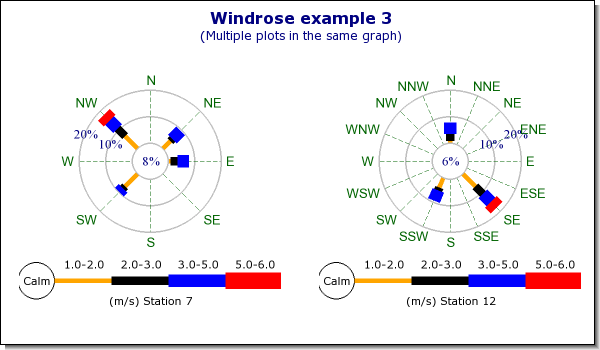 Windrose example 3
(Multiple plots in the same graph)
N
NW NE
20% 10%
W 8% E
SW SE
S
1.0-2.0 2.0-3.0 3.0-5.0 5.0-6.0
Calm
(m/s) Station 7
N
NNW NNE
NW NE
WNW 20% ENE
10%
W 6% E
WSW ESE
SW SE
SSW SSE
S
1.0-2.0 2.0-3.0 3.0-5.0 5.0-6.0
Calm
(m/s) Station 12